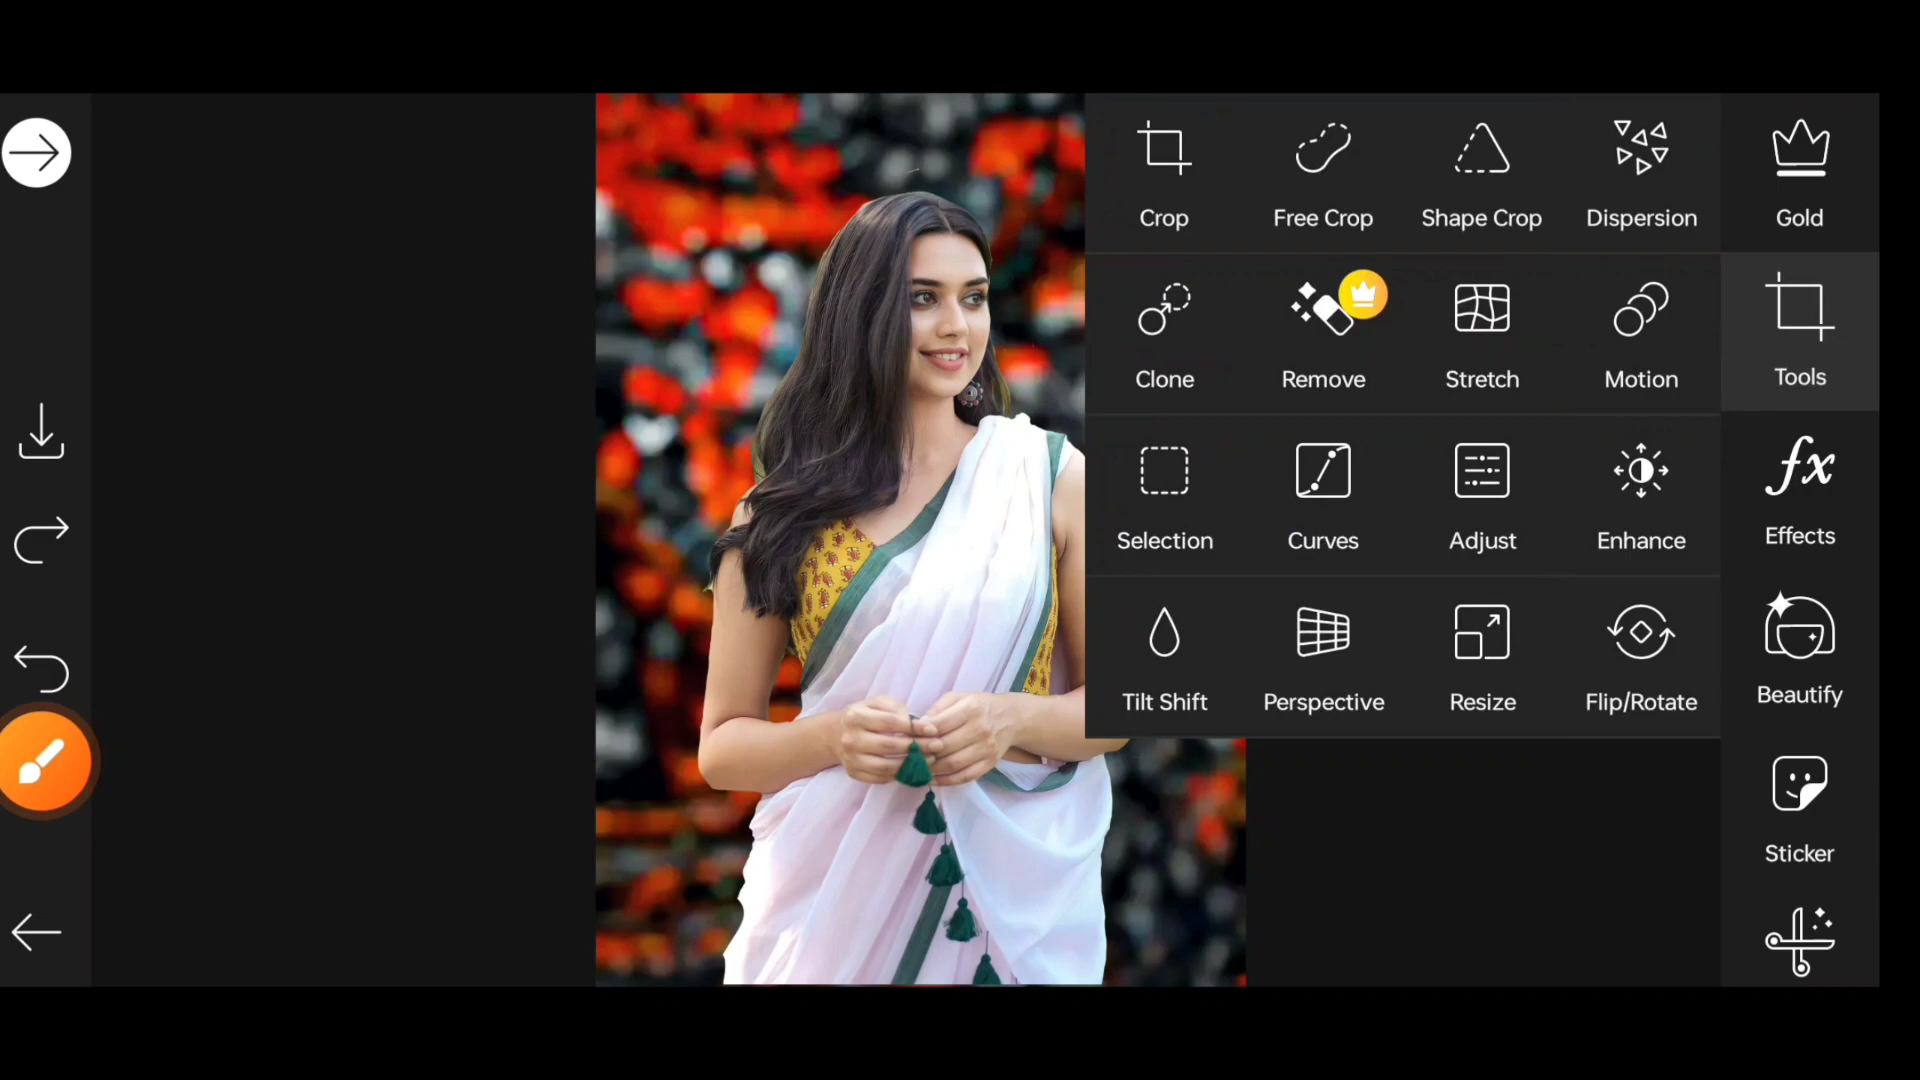 Crop Free Crop Shape Crop Dispersion Gold
Clone Remove Stretch Motion Tools
Selection Curves Adjust Enhance Effects
Tilt Shift Perspective Resize Flip/Rotate Beautify
Sticker